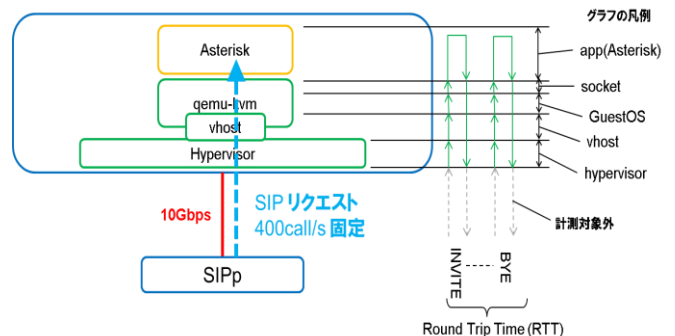 グラフの凡例
Asterisk
app(Asterisk)
socket
qemu-kvm
GuestOS
vhost
vhost
Hypervisor
hypervisor
10Gbps
SIP リクエスト
400call/s 固定
計測対象外
SIPp
INVITE
BYE
Round Trip Time (RTT)